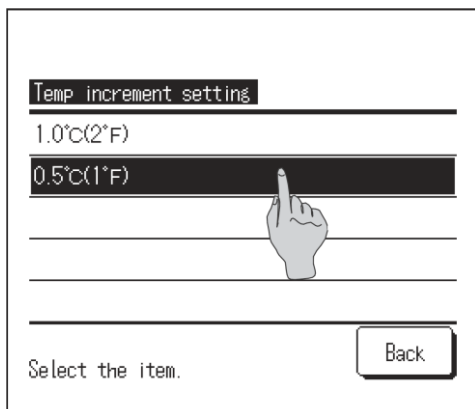 Temp increment setting
1.0°C(2°F)
0.5°C(1°F)
Select the item.
Back